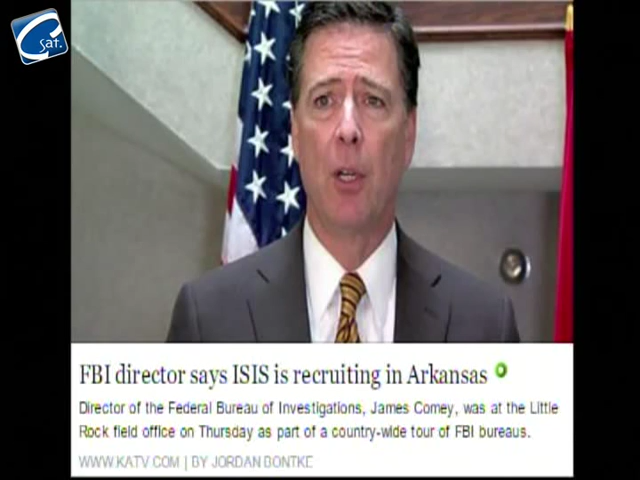 C sat.
FBI director says ISIS is recruiting in Arkansas
Director of the Federal Bureau of Investigations, James Comey, was at the Little
Rock field office on Thursday as part of a country-wide tour of FBI bureaus.
WWW.KATV.COM | BY JORDAN BONTKE